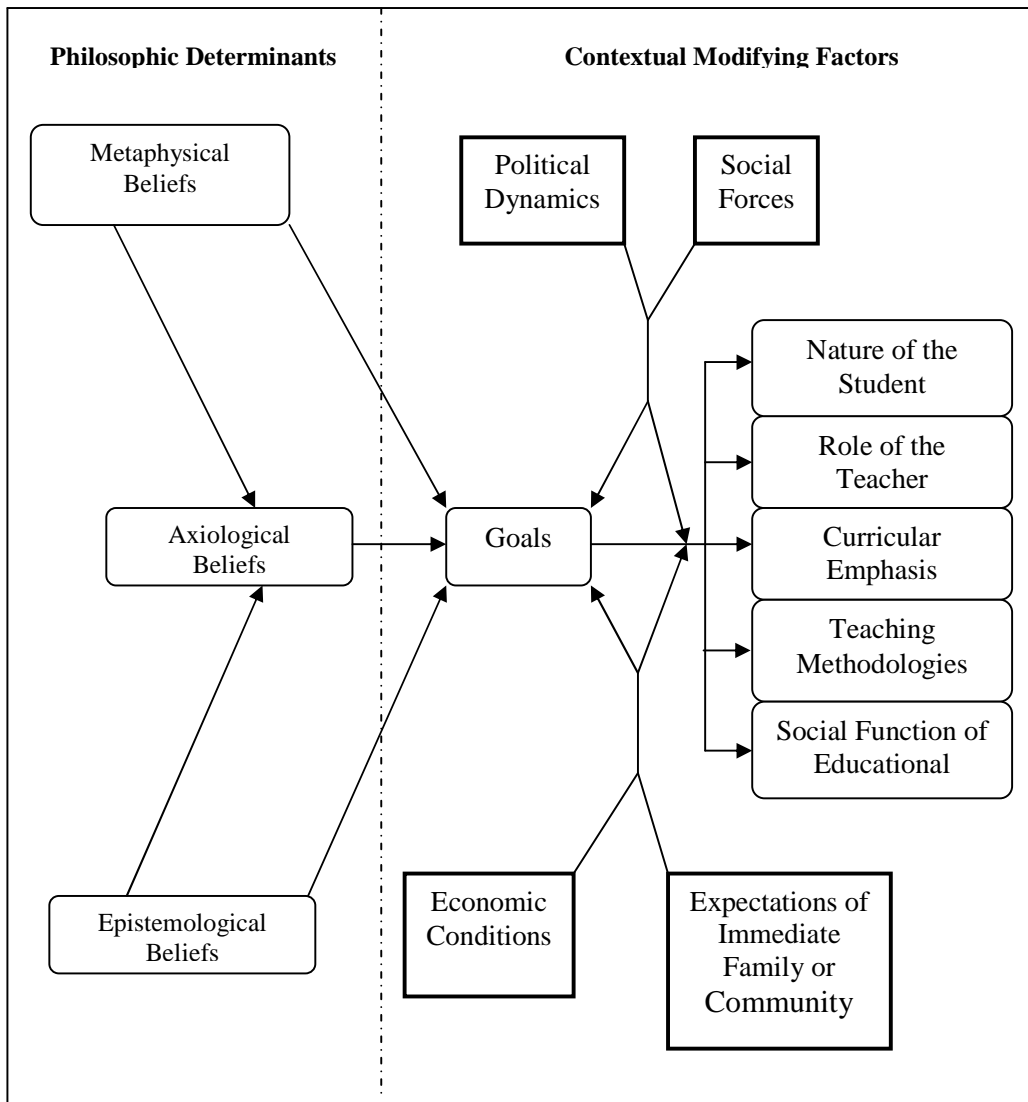 Philosophic Determinants
Contextual Modifying Factors
Metaphysical
Beliefs
Political
Dynamics
Social
Forces
Nature of the
Student
Role of the
Teacher
Axiological
Beliefs
Goals
Curricular
Emphasis
Teaching
Methodologies
Social Function of
Educational
Epistemological
Beliefs
Economic
Conditions
Expectations of
Immediate
Family or
Community